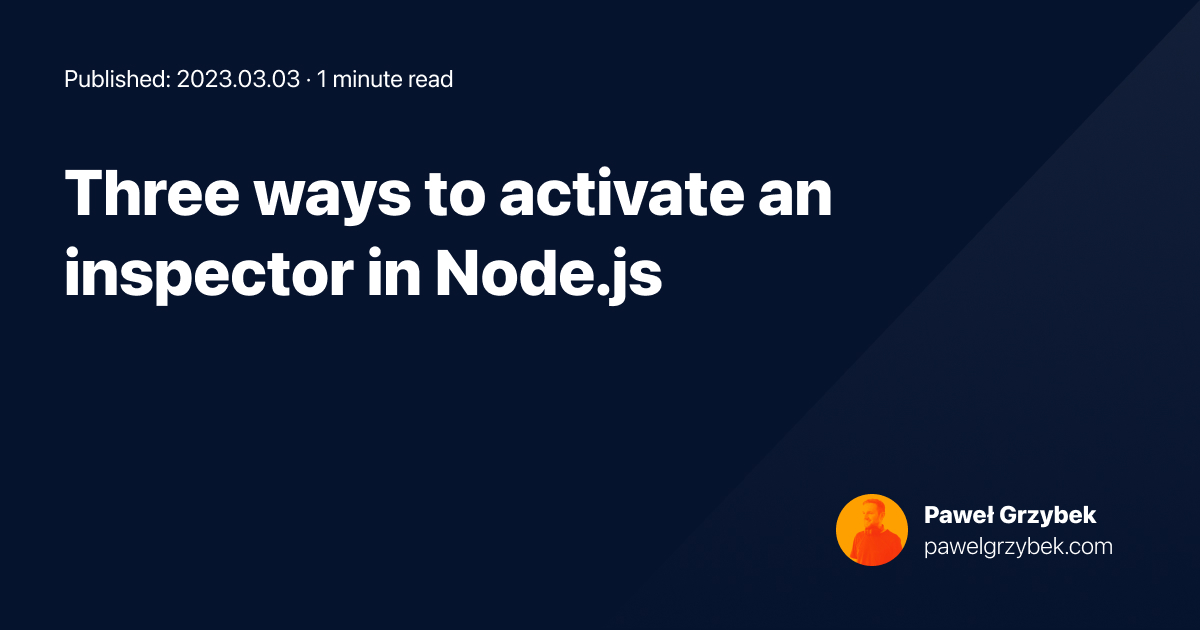 Published: 2023.03.03 · 1 minute read
Three ways to activate an
inspector in Node.js
Paweł Grzybek
pawelgrzybek.com